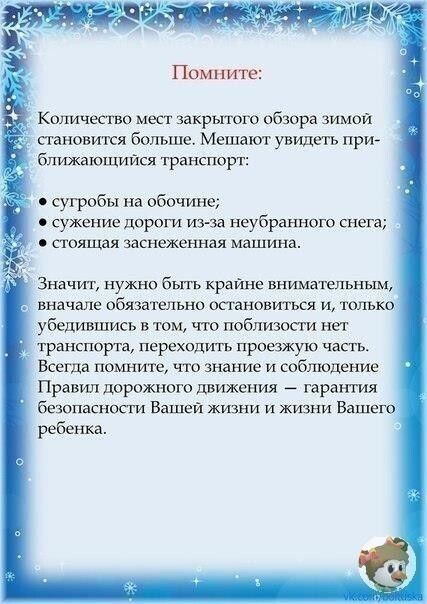 Помните:
Количество мест закрытого обзора зимой
становится больше. Мешают увидеть при-
ближающийся транспорт:
● сугробы на обочине;
● сужение дороги из-за неубранного снега;
● стоящая заснеженная машина.
Значит, нужно быть крайне внимательным,
вначале обязательно остановиться и, только
убедившись в том, что поблизости нет
транспорта, переходить проезжую часть.
Всегда помните, что знание и соблюдение
Правил дорожного движения — гарантия
безопасности Вашей жизни и жизни Вашего
ребенка.